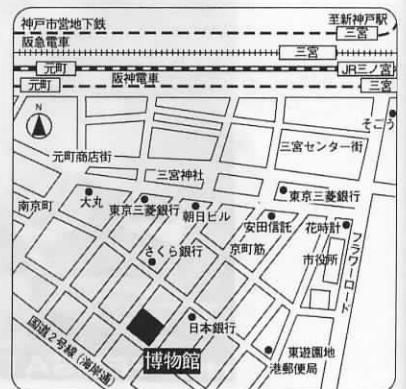 神戸市営地下鉄
至新神戸駅
三宮
阪急電車
三宮
元町
JR三ノ宮
元町
阪神電車
三宮
N
そごう
元町商店街
三宮センター街
三宮神社
南京町
大丸
東京三菱銀行
朝日ビル
東京三菱銀行
安田信託
花時計
さくら銀行
京町筋
市役所
フラワーロード
日本銀行
国道2号線(海岸通)
博物館
東遊園地
港郵便局